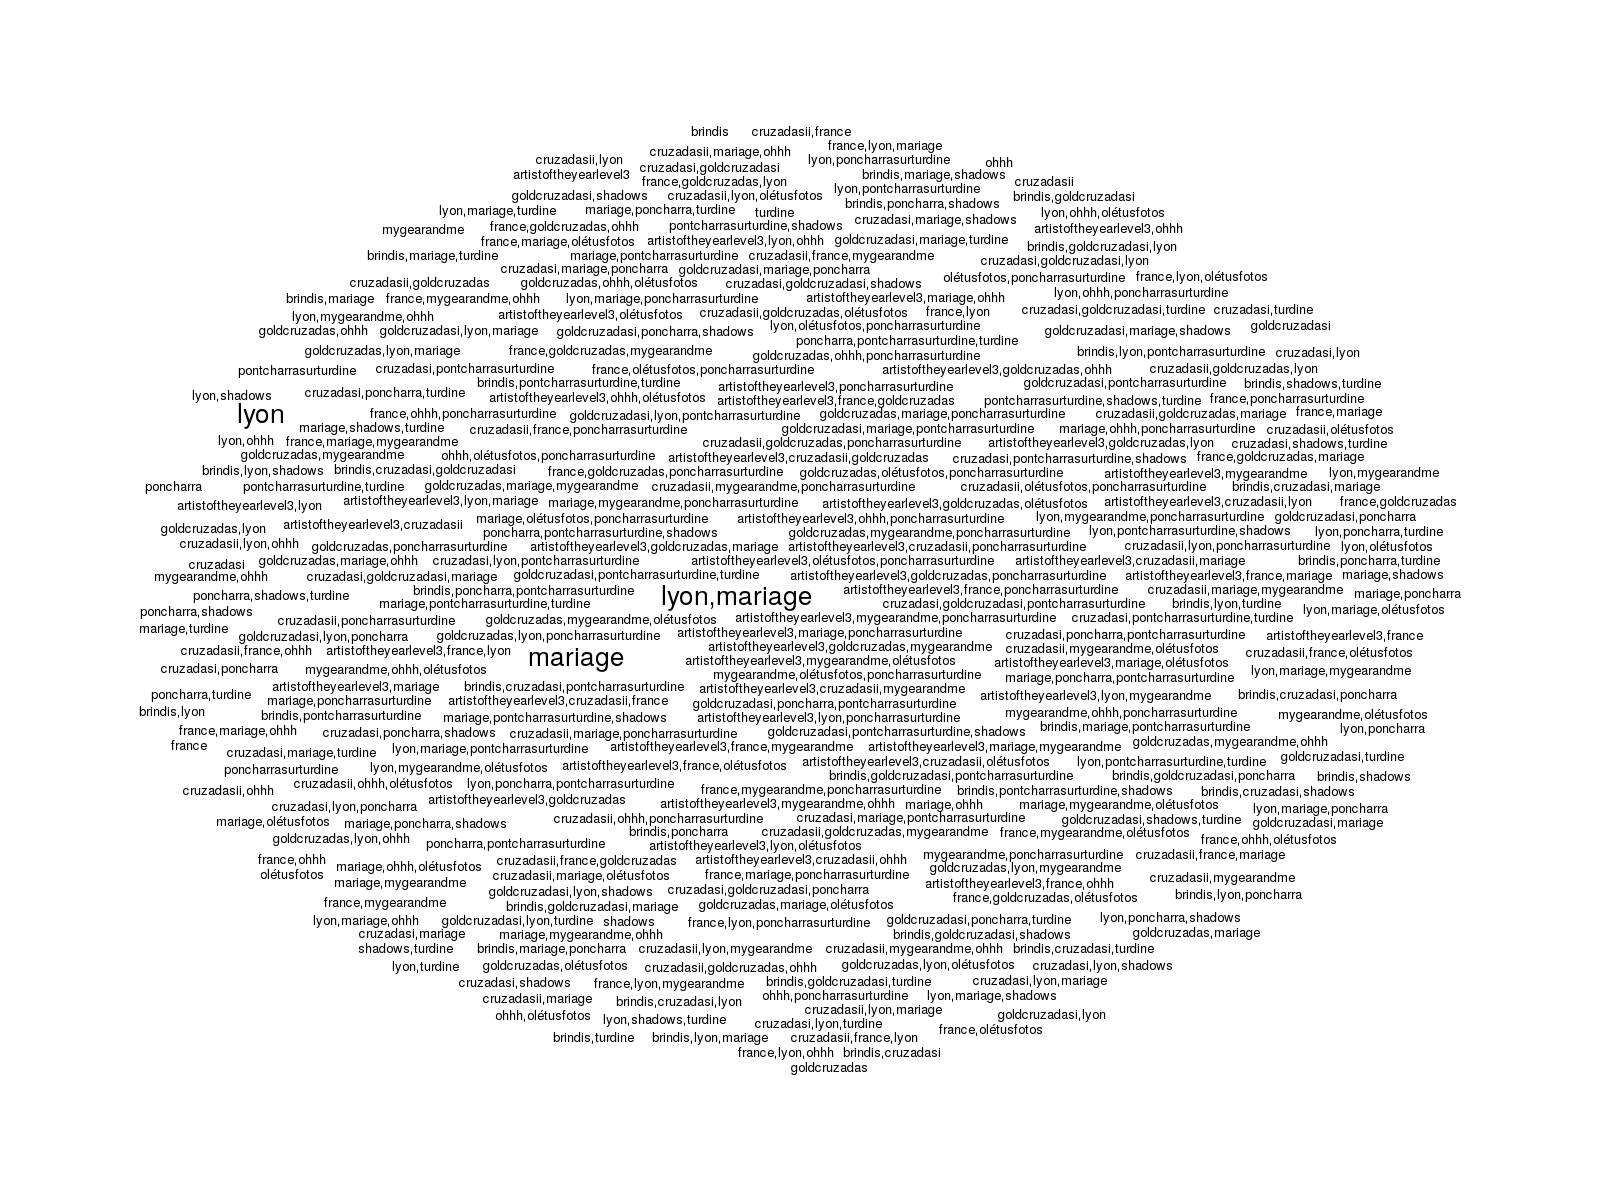 brindis cruzadasii,france
france,lyon,mariage
cruzadasii,mariage,ohhh
cruzadasii,lyon lyon,poncharrasurturdine ohhh
cruzadasi,goldcruzadasi
artistoftheyearlevel3 brindis,mariage,shadows
france,goldcruzadas,lyon cruzadasii
lyon,pontcharrasurturdine
goldcruzadasi,shadows cruzadasii,lyon,olétusfotos brindis,goldcruzadasi
brindis,poncharra,shadows
lyon,mariage,turdine mariage,poncharra,turdine turdine lyon,ohhh,olétusfotos
cruzadasi,mariage,shadows
mygearandme france,goldcruzadas,ohhh pontcharrasurturdine,shadows artistoftheyearlevel3,ohhh
france,mariage,olétusfotos artistoftheyearlevel3,lyon,ohhh goldcruzadasi,mariage,turdine
brindis,goldcruzadasi,lyon
brindis,mariage,turdine mariage,pontcharrasurturdine cruzadasii,france,mygearandme
cruzadasi,goldcruzadasi,lyon
cruzadasi,mariage,poncharra goldcruzadasi,mariage,poncharra
olétusfotos,poncharrasurturdine france,lyon,olétusfotos
cruzadasii,goldcruzadas goldcruzadas,ohhh,olétusfotos cruzadasi,goldcruzadasi,shadows
lyon,ohhh,poncharrasurturdine
brindis,mariage france,mygearandme,ohhh lyon,mariage,poncharrasurturdine artistoftheyearlevel3,mariage,ohhh
cruzadasi,goldcruzadasi,turdine cruzadasi,turdine
lyon,mygearandme,ohhh artistoftheyearlevel3,olétusfotos cruzadasii,goldcruzadas,olétusfotos france,lyon
lyon,olétusfotos,poncharrasurturdine goldcruzadasi
goldcruzadas,ohhh goldcruzadasi,lyon,mariage goldcruzadasi,poncharra,shadows goldcruzadasi,mariage,shadows
poncharra,pontcharrasurturdine,turdine
goldcruzadas,lyon,mariage france,goldcruzadas,mygearandme brindis,lyon,pontcharrasurturdine cruzadasi,lyon
goldcruzadas,ohhh,poncharrasurturdine
pontcharrasurturdine cruzadasi,pontcharrasurturdine france,olétusfotos,poncharrasurturdine artistoftheyearlevel3,goldcruzadas,ohhh cruzadasii,goldcruzadas,lyon
brindis,pontcharrasurturdine,turdine artistoftheyearlevel3,poncharrasurturdine goldcruzadasi,pontcharrasurturdine brindis,shadows,turdine
lyon,shadows cruzadasi,poncharra,turdine artistoftheyearlevel3,ohhh,olétusfotos artistoftheyearlevel3,france,goldcruzadas pontcharrasurturdine,shadows,turdine france,poncharrasurturdine
lyon france,ohhh,poncharrasurturdine goldcruzadasi,lyon,pontcharrasurturdine goldcruzadas,mariage,poncharrasurturdine cruzadasii,goldcruzadas,mariage france,mariage
mariage,shadows,turdine cruzadasii,france,poncharrasurturdine goldcruzadasi,mariage,pontcharrasurturdine mariage,ohhh,poncharrasurturdine cruzadasii,olétusfotos
lyon,ohhh france,mariage,mygearandme cruzadasii,goldcruzadas,poncharrasurturdine artistoftheyearlevel3,goldcruzadas,lyon cruzadasi,shadows,turdine
goldcruzadas,mygearandme ohhh,olétusfotos,poncharrasurturdine artistoftheyearlevel3,cruzadasii,goldcruzadas cruzadasi,pontcharrasurturdine,shadows france,goldcruzadas,mariage
brindis,lyon,shadows brindis,cruzadasi,goldcruzadasi france,goldcruzadas,poncharrasurturdine goldcruzadas,olétusfotos,poncharrasurturdine artistoftheyearlevel3,mygearandme lyon,mygearandme
poncharra pontcharrasurturdine,turdine goldcruzadas,mariage,mygearandme cruzadasii,mygearandme,poncharrasurturdine cruzadasii,olétusfotos,poncharrasurturdine brindis,cruzadasi,mariage
artistoftheyearlevel3,lyon artistoftheyearlevel3,lyon,mariage mariage,mygearandme,poncharrasurturdine artistoftheyearlevel3,goldcruzadas,olétusfotos artistoftheyearlevel3,cruzadasii,lyon france,goldcruzadas
goldcruzadas,lyon artistoftheyearlevel3,cruzadasii mariage,olétusfotos,poncharrasurturdine artistoftheyearlevel3,ohhh,poncharrasurturdine lyon,mygearandme,poncharrasurturdine goldcruzadasi,poncharra
poncharra,pontcharrasurturdine,shadows goldcruzadas,mygearandme,poncharrasurturdine lyon,pontcharrasurturdine,shadows lyon,poncharra,turdine
cruzadasii,lyon,ohhh goldcruzadas,poncharrasurturdine artistoftheyearlevel3,goldcruzadas,mariage artistoftheyearlevel3,cruzadasii,poncharrasurturdine cruzadasii,lyon,poncharrasurturdine lyon,olétusfotos
cruzadasi goldcruzadas,mariage,ohhh cruzadasi,lyon,pontcharrasurturdine artistoftheyearlevel3,olétusfotos,poncharrasurturdine artistoftheyearlevel3,cruzadasii,mariage brindis,poncharra,turdine
mygearandme,ohhh cruzadasi,goldcruzadasi,mariage goldcruzadasi,pontcharrasurturdine,turdine artistoftheyearlevel3,goldcruzadas,poncharrasurturdine artistoftheyearlevel3,france,mariage mariage,shadows
poncharra,shadows,turdine brindis,poncharra,pontcharrasurturdine lyon,mariage artistoftheyearlevel3,france,poncharrasurturdine cruzadasii,mariage,mygearandme mariage,poncharra
poncharra,shadows mariage,pontcharrasurturdine,turdine cruzadasi,goldcruzadasi,pontcharrasurturdine brindis,lyon,turdine lyon,mariage,olétusfotos
cruzadasii,poncharrasurturdine goldcruzadas,mygearandme,olétusfotos artistoftheyearlevel3,mygearandme,poncharrasurturdine cruzadasi,pontcharrasurturdine,turdine
mariage,turdine goldcruzadasi,lyon,poncharra goldcruzadas,lyon,poncharrasurturdine artistoftheyearlevel3,mariage,poncharrasurturdine cruzadasi,poncharra,pontcharrasurturdine artistoftheyearlevel3,france
cruzadasii,france,ohhh artistoftheyearlevel3,france,lyon mariage artistoftheyearlevel3,goldcruzadas,mygearandme cruzadasii,mygearandme,olétusfotos cruzadasii,france,olétusfotos
cruzadasi,poncharra mygearandme,ohhh,olétusfotos artistoftheyearlevel3,mygearandme,olétusfotos artistoftheyearlevel3,mariage,olétusfotos lyon,mariage,mygearandme
mygearandme,olétusfotos,poncharrasurturdine mariage,poncharra,pontcharrasurturdine
poncharra,turdine artistoftheyearlevel3,mariage brindis,cruzadasi,pontcharrasurturdine artistoftheyearlevel3,cruzadasii,mygearandme artistoftheyearlevel3,lyon,mygearandme brindis,cruzadasi,poncharra
mariage,poncharrasurturdine artistoftheyearlevel3,cruzadasii,france goldcruzadasi,poncharra,pontcharrasurturdine
brindis,lyon brindis,pontcharrasurturdine mariage,pontcharrasurturdine,shadows artistoftheyearlevel3,lyon,poncharrasurturdine mygearandme,ohhh,poncharrasurturdine mygearandme,olétusfotos
france,mariage,ohhh cruzadasi,poncharra,shadows cruzadasii,mariage,poncharrasurturdine goldcruzadasi,pontcharrasurturdine,shadows brindis,mariage,pontcharrasurturdine lyon,poncharra
france cruzadasi,mariage,turdine lyon,mariage,pontcharrasurturdine artistoftheyearlevel3,france,mygearandme artistoftheyearlevel3,mariage,mygearandme goldcruzadas,mygearandme,ohhh
poncharrasurturdine lyon,mygearandme,olétusfotos artistoftheyearlevel3,france,olétusfotos artistoftheyearlevel3,cruzadasii,olétusfotos lyon,pontcharrasurturdine,turdine goldcruzadasi,turdine
brindis,goldcruzadasi,pontcharrasurturdine brindis,goldcruzadasi,poncharra brindis,shadows
cruzadasii,ohhh cruzadasii,ohhh,olétusfotos lyon,poncharra,pontcharrasurturdine france,mygearandme,poncharrasurturdine brindis,pontcharrasurturdine,shadows brindis,cruzadasi,shadows
cruzadasi,lyon,poncharra artistoftheyearlevel3,goldcruzadas artistoftheyearlevel3,mygearandme,ohhh mariage,ohhh mariage,mygearandme,olétusfotos lyon,mariage,poncharra
mariage,olétusfotos mariage,poncharra,shadows cruzadasii,ohhh,poncharrasurturdine cruzadasi,mariage,pontcharrasurturdine goldcruzadasi,shadows,turdine goldcruzadasi,mariage
goldcruzadas,lyon,ohhh poncharra,pontcharrasurturdine brindis,poncharra cruzadasii,goldcruzadas,mygearandme france,mygearandme,olétusfotos france,ohhh,olétusfotos
artistoftheyearlevel3,lyon,olétusfotos
france,ohhh mariage,ohhh,olétusfotos cruzadasii,france,goldcruzadas artistoftheyearlevel3,cruzadasii,ohhh mygearandme,poncharrasurturdine cruzadasii,france,mariage
olétusfotos mariage,mygearandme cruzadasii,mariage,olétusfotos france,mariage,poncharrasurturdine goldcruzadas,lyon,mygearandme cruzadasii,mygearandme
goldcruzadasi,lyon,shadows cruzadasi,goldcruzadasi,poncharra artistoftheyearlevel3,france,ohhh
france,mygearandme brindis,goldcruzadasi,mariage goldcruzadas,mariage,olétusfotos france,goldcruzadas,olétusfotos brindis,lyon,poncharra
lyon,mariage,ohhh goldcruzadasi,lyon,turdine shadows france,lyon,poncharrasurturdine goldcruzadasi,poncharra,turdine lyon,poncharra,shadows
cruzadasi,mariage mariage,mygearandme,ohhh brindis,goldcruzadasi,shadows goldcruzadas,mariage
shadows,turdine brindis,mariage,poncharra cruzadasii,lyon,mygearandme cruzadasii,mygearandme,ohhh brindis,cruzadasi,turdine
lyon,turdine goldcruzadas,olétusfotos cruzadasii,goldcruzadas,ohhh goldcruzadas,lyon,olétusfotos cruzadasi,lyon,shadows
cruzadasi,shadows france,lyon,mygearandme brindis,goldcruzadasi,turdine cruzadasi,lyon,mariage
cruzadasii,mariage brindis,cruzadasi,lyon ohhh,poncharrasurturdine lyon,mariage,shadows
ohhh,olétusfotos lyon,shadows,turdine cruzadasii,lyon,mariage goldcruzadasi,lyon
cruzadasi,lyon,turdine france,olétusfotos
brindis,turdine brindis,lyon,mariage cruzadasii,france,lyon
france,lyon,ohhh brindis,cruzadasi
goldcruzadas